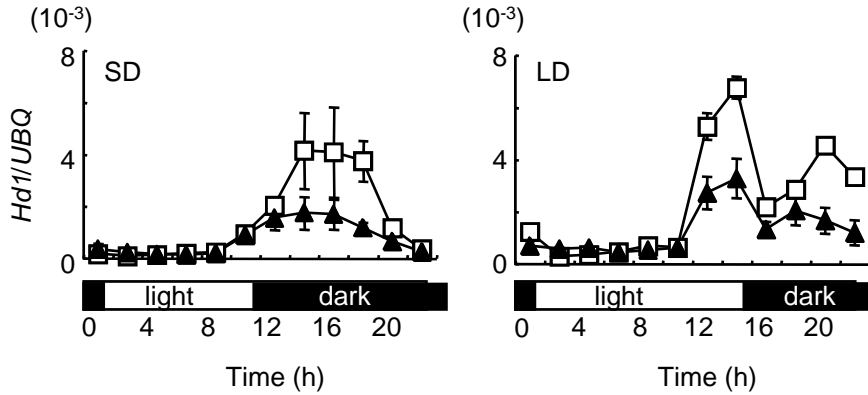 (10⁻³)
8
4
0
SD
Hd1/UBQ
light dark
0 4 8 12 16 20
Time (h)
(10⁻³)
8
4
0
LD
light dark
0 4 8 12 16 20
Time (h)